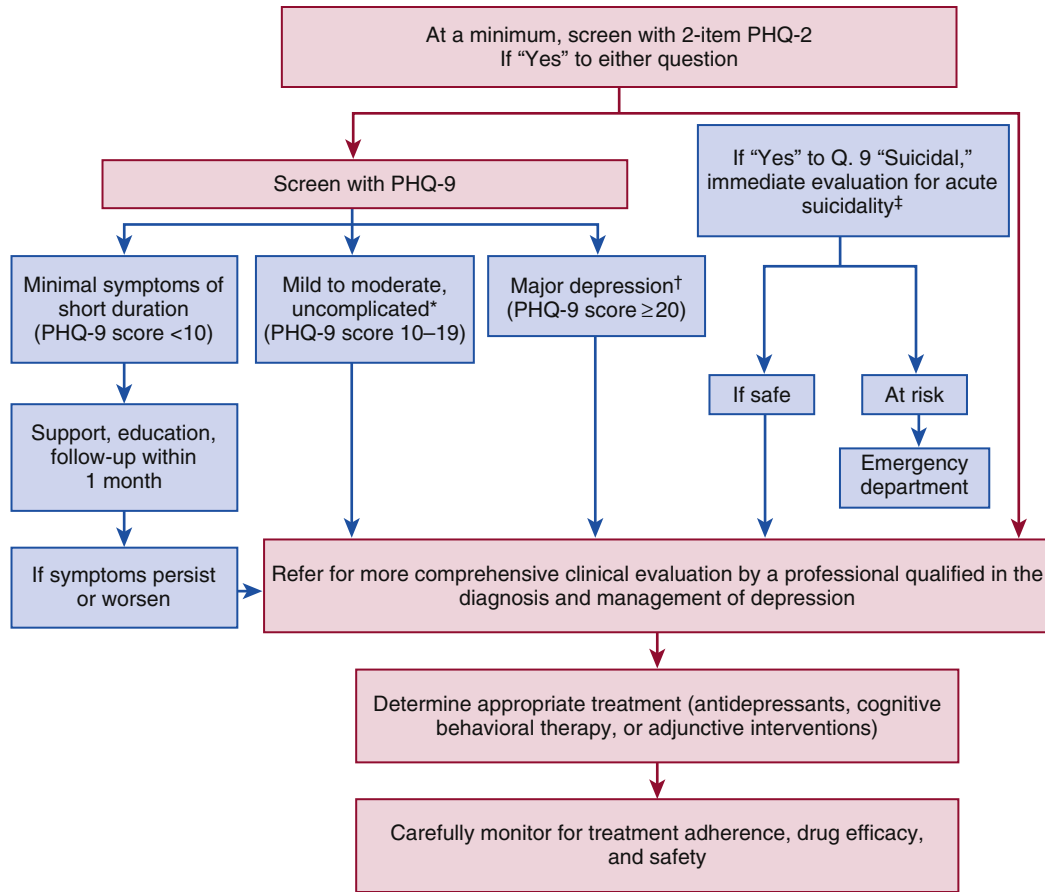 At a minimum, screen with 2-item PHQ-2
If “Yes” to either question
Screen with PHQ-9
If “Yes” to Q. 9 “Suicidal,”
immediate evaluation for acute
suicidality‡
Minimal symptoms of
short duration
(PHQ-9 score <10)
Mild to moderate,
uncomplicated*
(PHQ-9 score 10–19)
Major depression†
(PHQ-9 score ≥20)
If safe
At risk
Support, education,
follow-up within
1 month
Emergency
department
If symptoms persist
or worsen
Refer for more comprehensive clinical evaluation by a professional qualified in the
diagnosis and management of depression
Determine appropriate treatment (antidepressants, cognitive
behavioral therapy, or adjunctive interventions)
Carefully monitor for treatment adherence, drug efficacy,
and safety